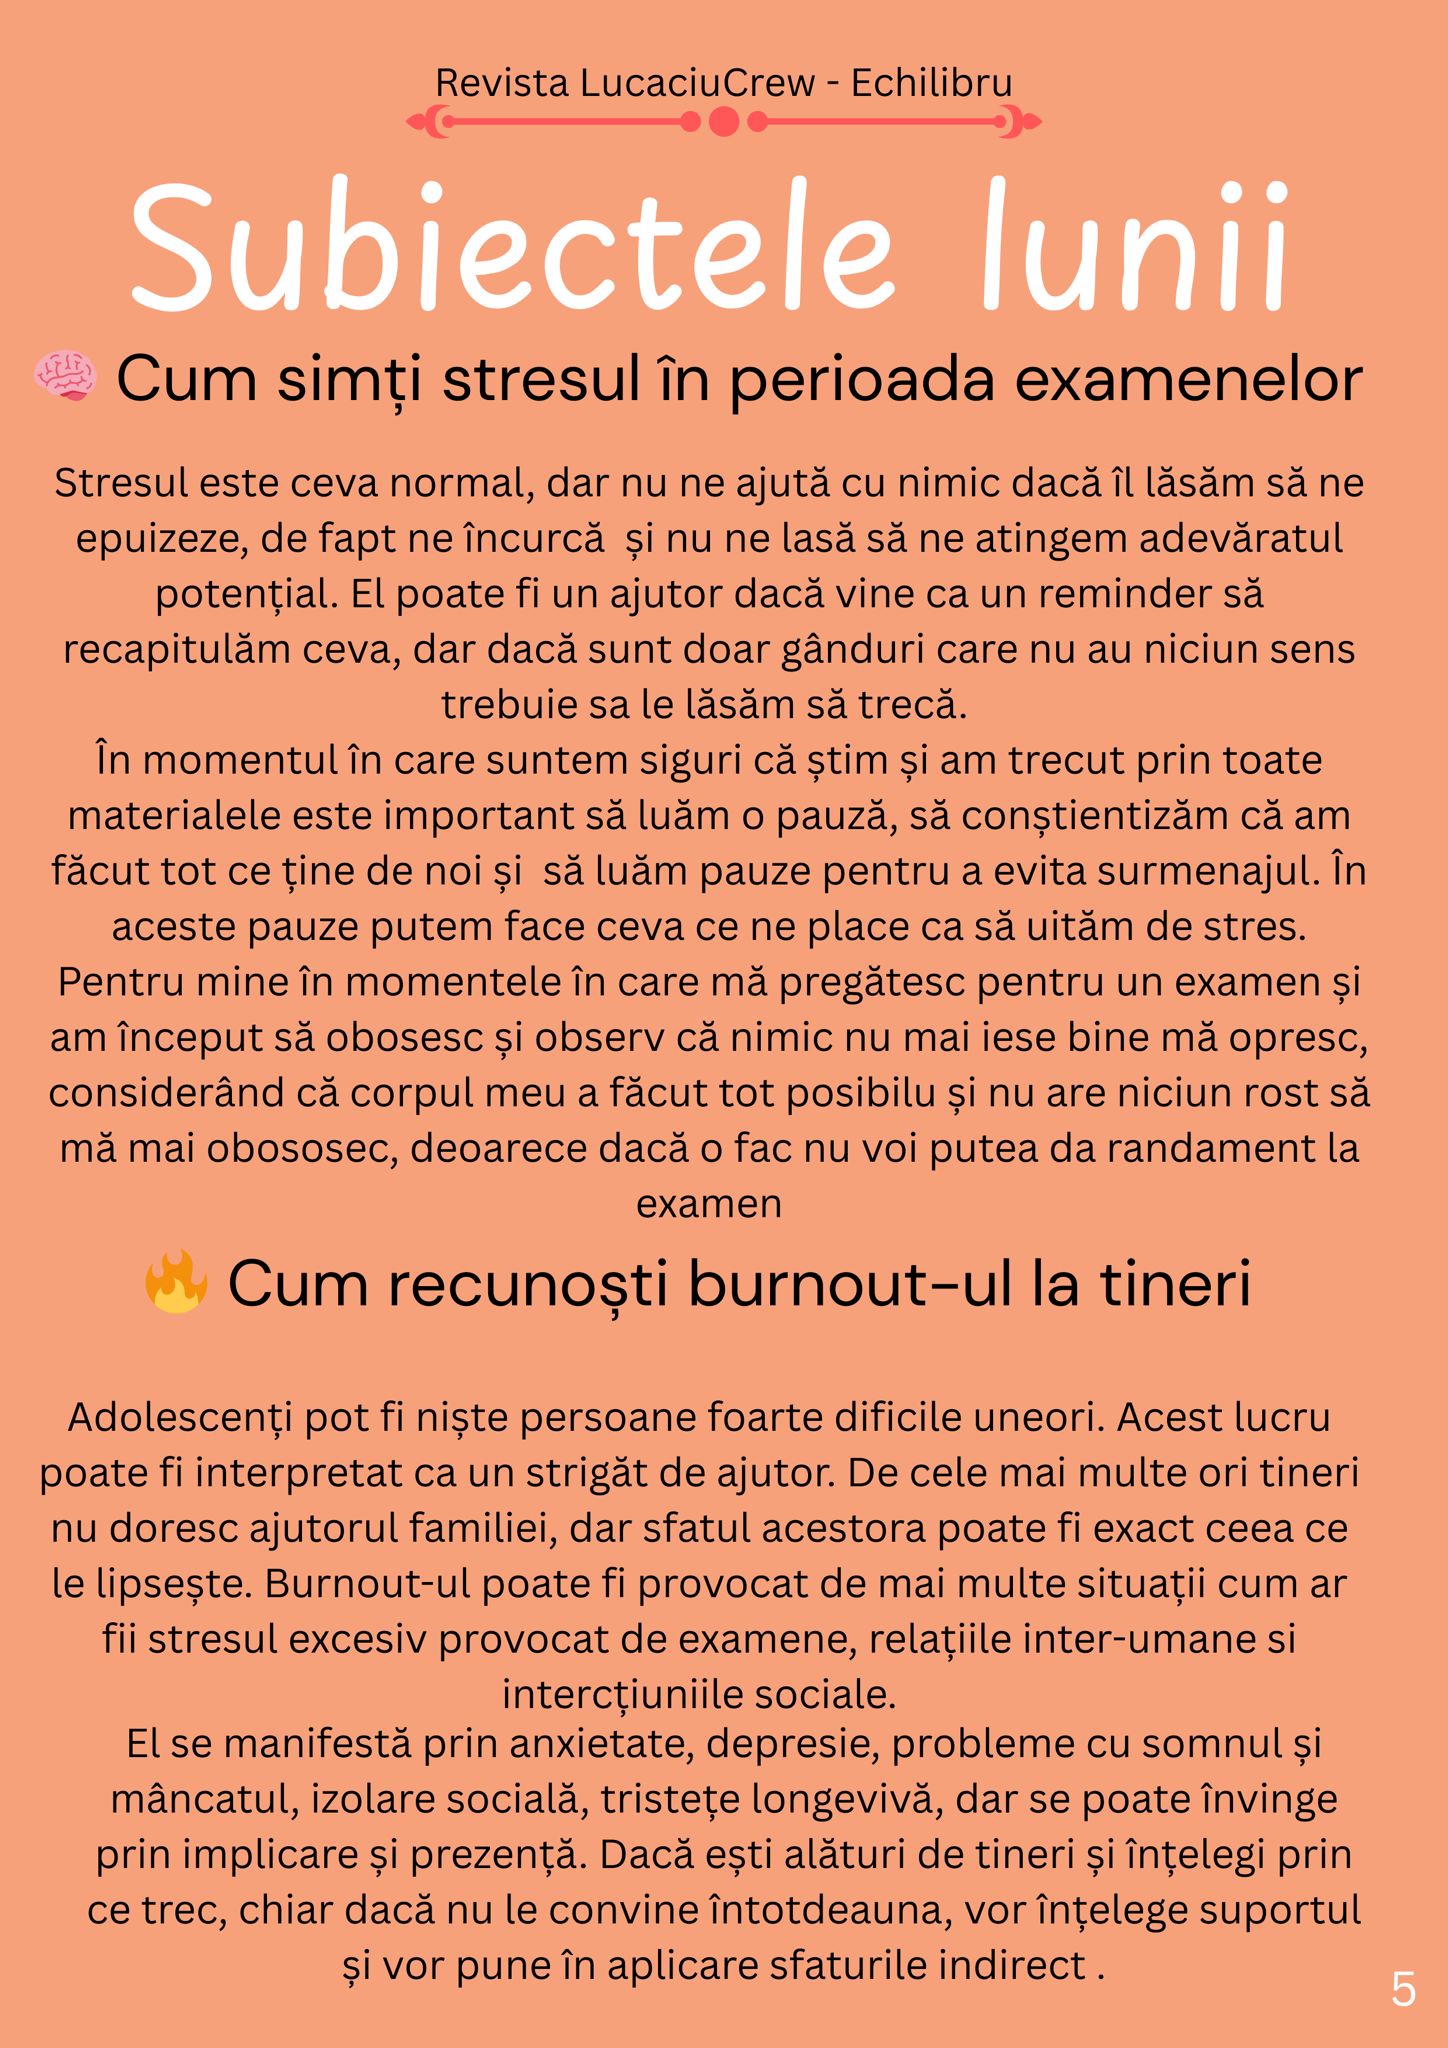 Revista LucaciuCrew - Echilibru
Subiectele lunii
🧠 Cum simți stresul în perioada examenelor
Stresul este ceva normal, dar nu ne ajută cu nimic dacă îl lăsăm să ne
epuizeze, de fapt ne încurcă  și nu ne lasă să ne atingem adevăratul
potențial. El poate fi un ajutor dacă vine ca un reminder să
recapitulăm ceva, dar dacă sunt doar gânduri care nu au niciun sens
trebuie sa le lăsăm să trecă.
În momentul în care suntem siguri că știm și am trecut prin toate
materialele este important să luăm o pauză, să conștientizăm că am
făcut tot ce ține de noi și  să luăm pauze pentru a evita surmenajul. În
aceste pauze putem face ceva ce ne place ca să uităm de stres.
Pentru mine în momentele în care mă pregătesc pentru un examen și
am început să obosesc și observ că nimic nu mai iese bine mă opresc,
considerând că corpul meu a făcut tot posibilu și nu are niciun rost să
mă mai obososec, deoarece dacă o fac nu voi putea da randament la
examen
🔥 Cum recunoști burnout-ul la tineri
Adolescenți pot fi niște persoane foarte dificile uneori. Acest lucru
poate fi interpretat ca un strigăt de ajutor. De cele mai multe ori tineri
nu doresc ajutorul familiei, dar sfatul acestora poate fi exact ceea ce
le lipsește. Burnout-ul poate fi provocat de mai multe situații cum ar
fii stresul excesiv provocat de examene, relațiile inter-umane si
intercțiuniile sociale.
El se manifestă prin anxietate, depresie, probleme cu somnul și
mâncatul, izolare socială, tristețe longevivă, dar se poate învinge
prin implicare și prezență. Dacă ești alături de tineri și înțelegi prin
ce trec, chiar dacă nu le convine întotdeauna, vor înțelege suportul
și vor pune în aplicare sfaturile indirect .
5